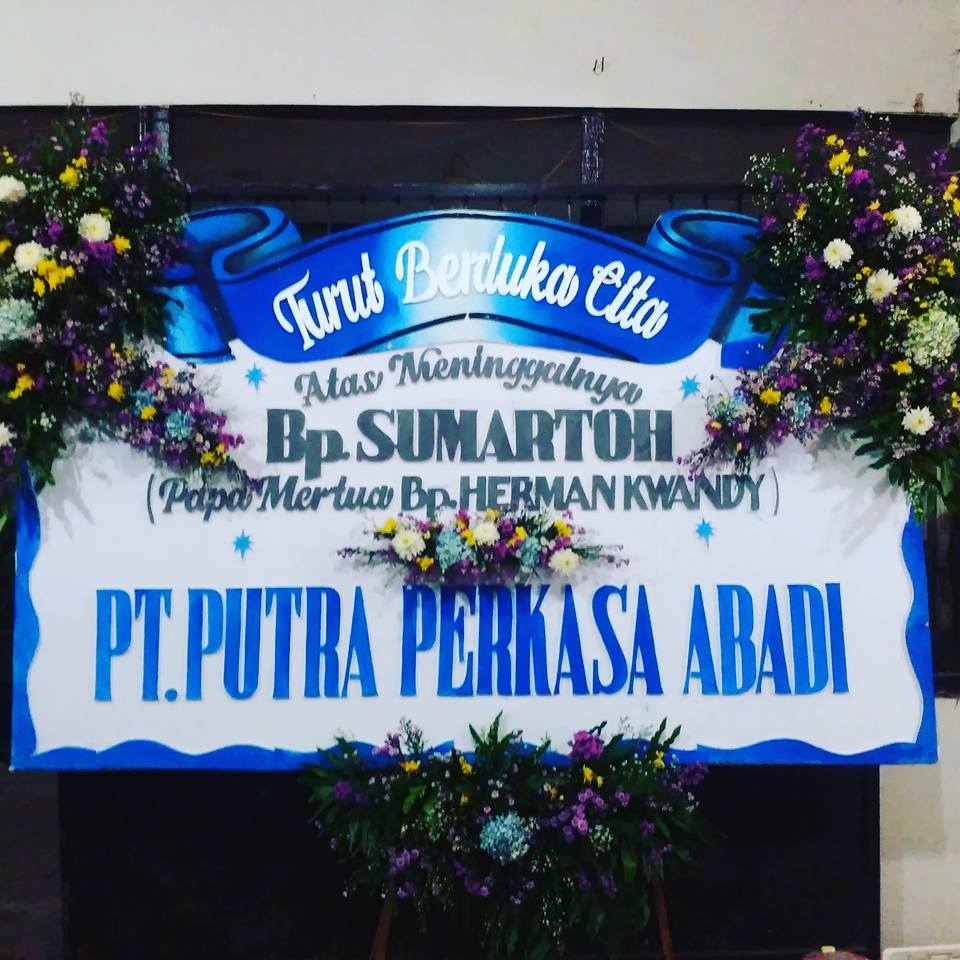 Turut Berduka Cita
Atas Meninggalnya
Bp. SUMARTOH
(Papa Mertua Bp. HERMAN KWANDY)
PT. PUTRA PERKASA ABADI